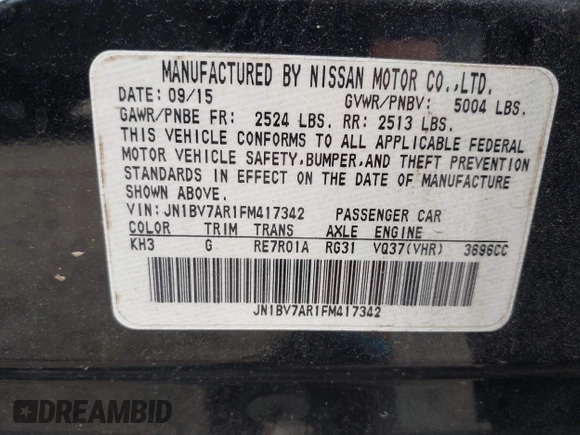 MANUFACTURED BY NISSAN MOTOR CO.,LTD.
DATE: 09/15 GVWR/PNBV: 5004 LBS.
GAWR/PNBE FR: 2524 LBS. RR: 2513 LBS.
THIS VEHICLE CONFORMS TO ALL APPLICABLE FEDERAL
MOTOR VEHICLE SAFETY,BUMPER,AND THEFT PREVENTION
STANDARDS IN EFFECT ON THE DATE OF MANUFACTURE
SHOWN ABOVE.
VIN: JN1BV7AR1FM417342 PASSENGER CAR
COLOR TRIM TRANS AXLE ENGINE
KH3 G RE7R01A RG31 VQ37(VHR) 3696CC
JN1BV7AR1FM417342
DREAMBID